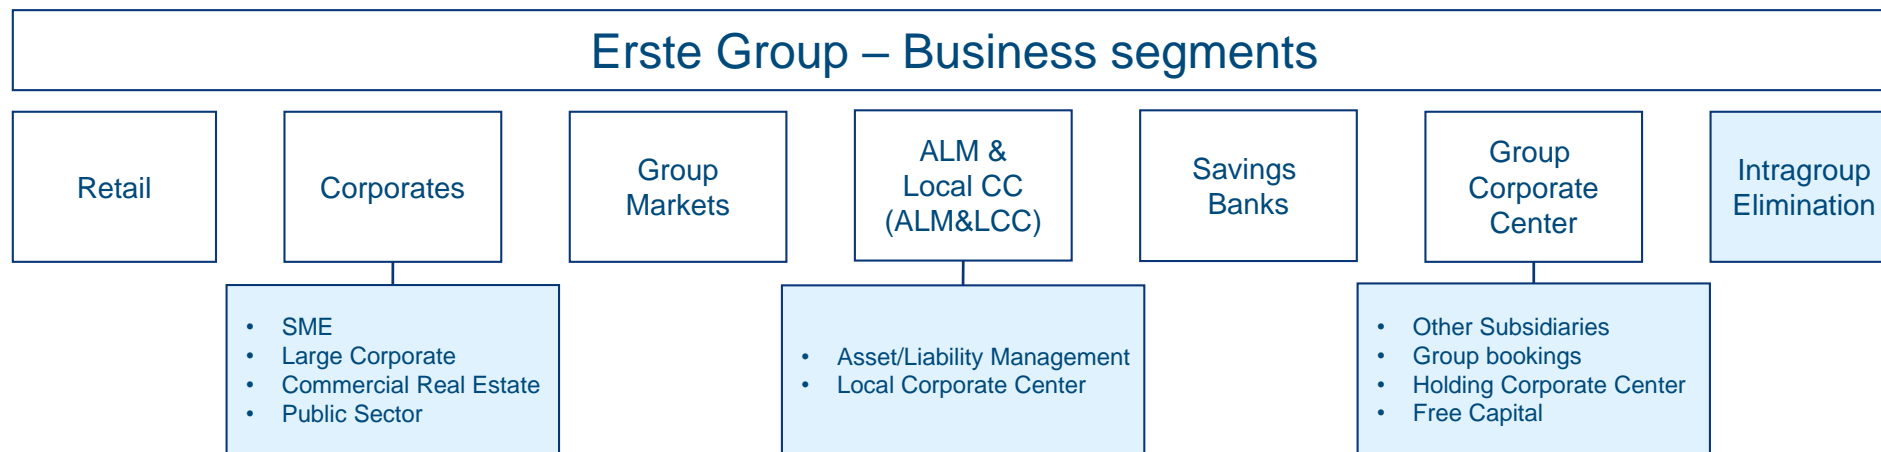 Erste Group – Business segments
Retail
Corporates
Group
Markets
ALM &
Local CC
(ALM&LCC)
Savings
Banks
Group
Corporate
Center
Intragroup
Elimination
• SME
• Large Corporate
• Commercial Real Estate
• Public Sector
• Asset/Liability Management
• Local Corporate Center
• Other Subsidiaries
• Group bookings
• Holding Corporate Center
• Free Capital